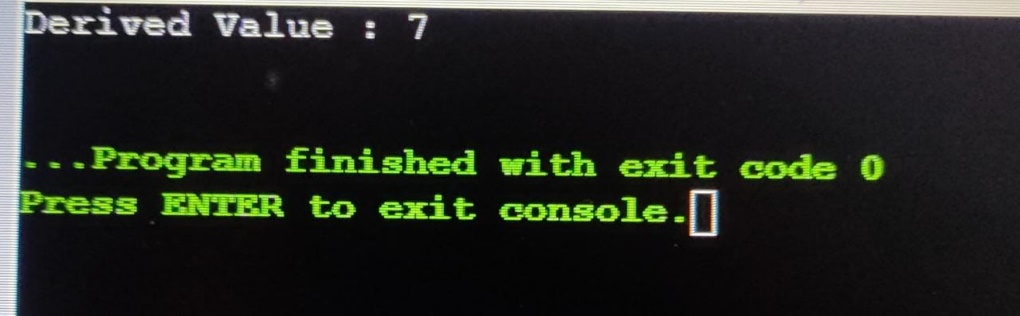 Derived Value : 7
...Program finished with exit code 0
Press ENTER to exit console.